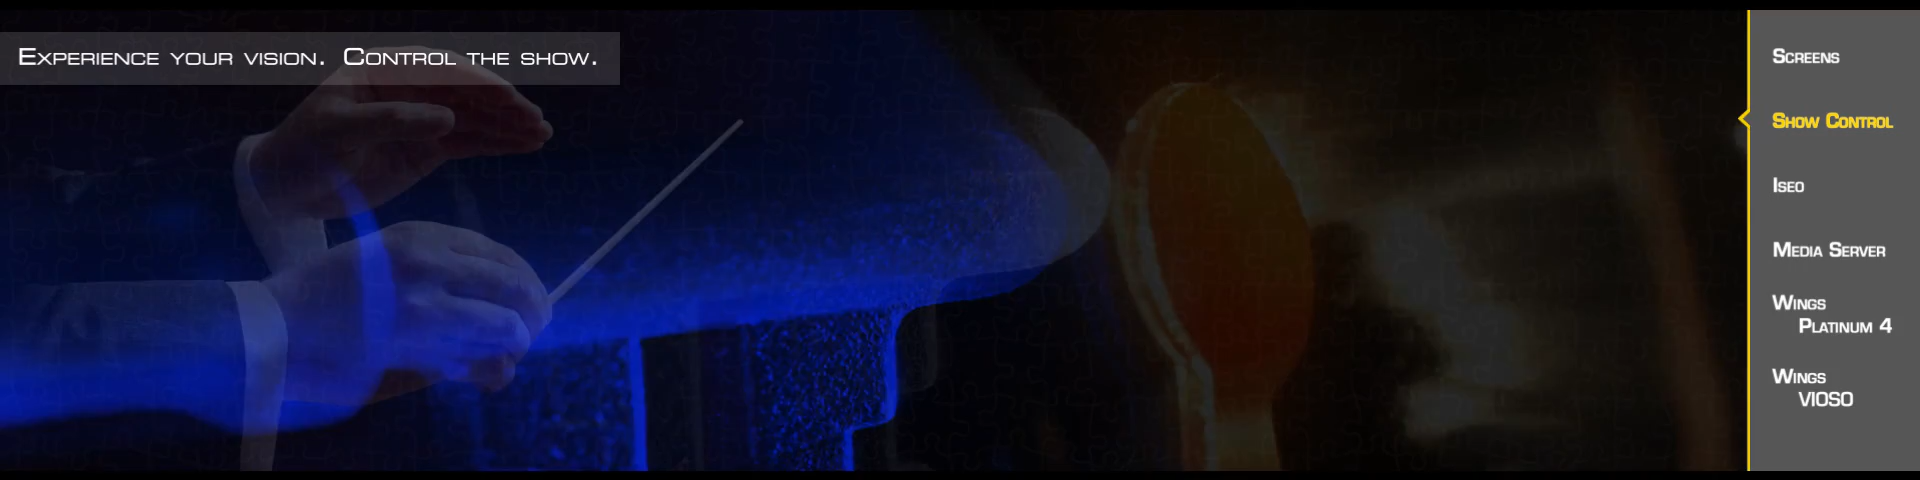 Experience your vision. Control the show.
Screens
Show Control
Iseo
Media Server
Wings
Platinum 4
Wings
VIOSO